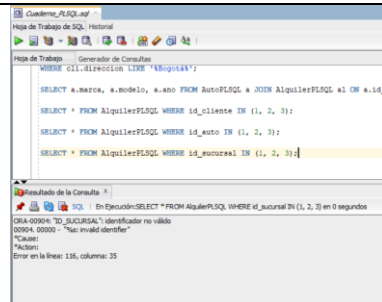 Cuaderno_PLSQL.sql
Hoja de Trabajo de SQL Historial
Hoja de Trabajo Generador de Consultas
WHERE cli.direccion LIKE '%Bogotá%';
SELECT a.marca, a.modelo, a.ano FROM AutoPLSQL a JOIN AlquilerPLSQL al ON a.id_
SELECT * FROM AlquilerPLSQL WHERE id_cliente IN (1, 2, 3);
SELECT * FROM AlquilerPLSQL WHERE id_auto IN (1, 2, 3);
SELECT * FROM AlquilerPLSQL WHERE id_sucursal IN (1, 2, 3);
Resultado de la Consulta
SQL | En Ejecución:SELECT * FROM AlquilerPLSQL WHERE id_sucursal IN (1, 2, 3) en 0 segundos
ORA-00904: "ID_SUCURSAL": identificador no válido
00904. 00000 - "%s: invalid identifier"
*Cause:
*Action:
Error en la línea: 116, columna: 35